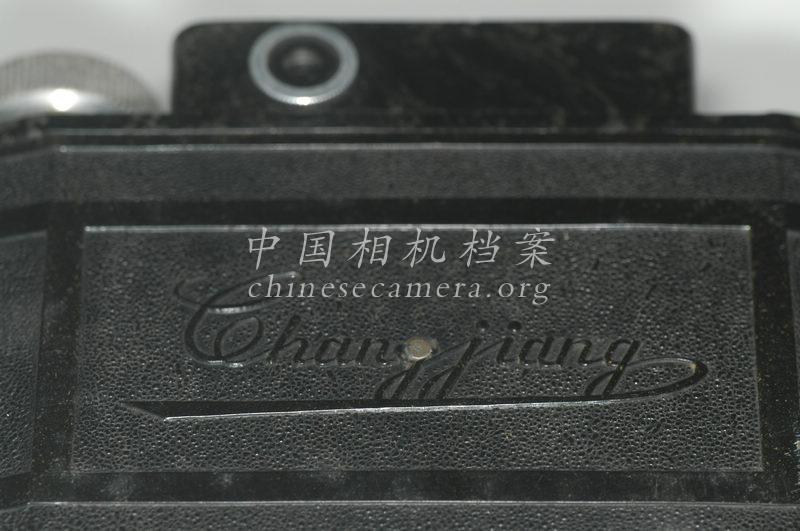 中国相机档案
chinesecamera.org
Changjiang